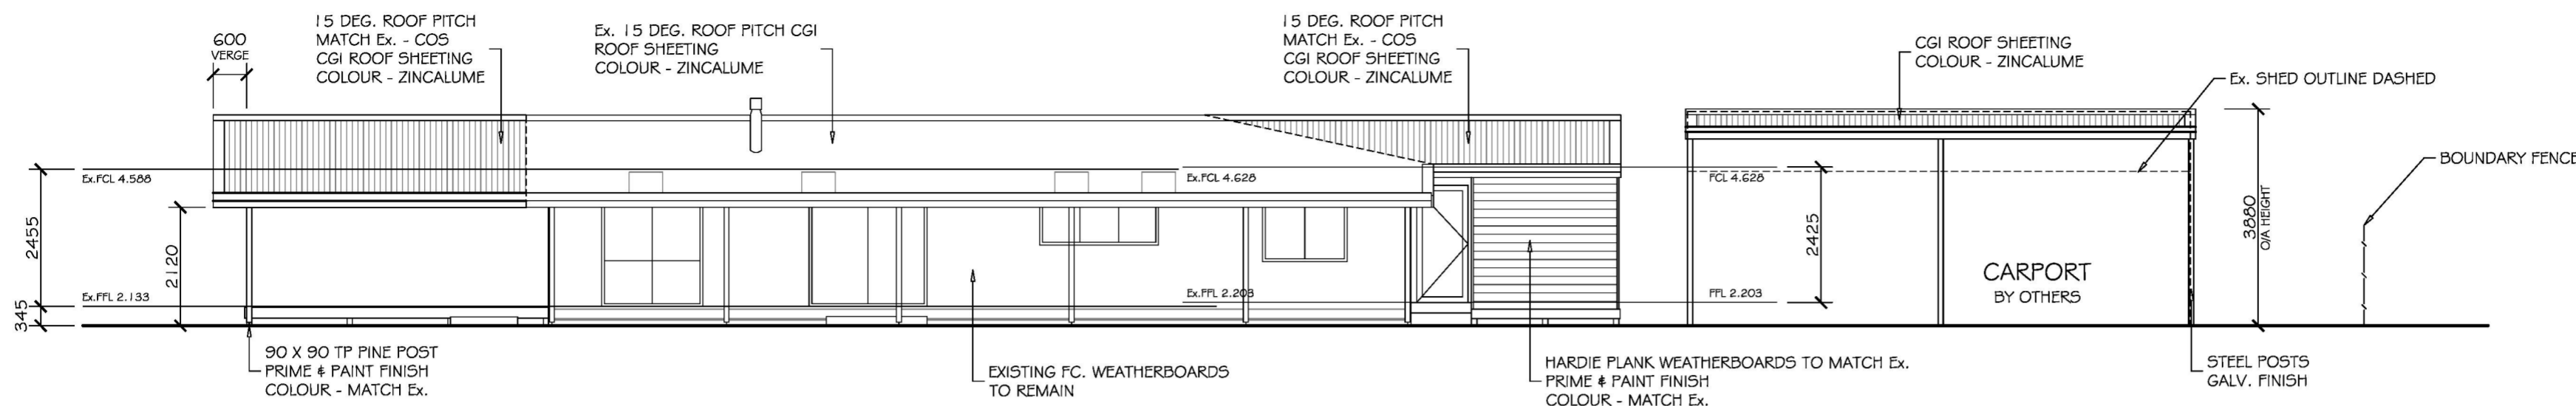 600
VERGE
15 DEG. ROOF PITCH
MATCH Ex. - COS
CGI ROOF SHEETING
COLOUR - ZINCALUME
Ex. 15 DEG. ROOF PITCH CGI
ROOF SHEETING
COLOUR - ZINCALUME
15 DEG. ROOF PITCH
MATCH Ex. - COS
CGI ROOF SHEETING
COLOUR - ZINCALUME
CGI ROOF SHEETING
COLOUR - ZINCALUME
Ex. SHED OUTLINE DASHED
BOUNDARY FENCE
Ex.FCL 4.588
Ex.FCL 4.628
FCL 4.628
2455
2120
345
2425
3880
O/A HEIGHT
Ex.FFL 2.133
Ex.FFL 2.203
FFL 2.203
CARPORT
BY OTHERS
90 X 90 TP PINE POST
PRIME & PAINT FINISH
COLOUR - MATCH Ex.
EXISTING FC. WEATHERBOARDS
TO REMAIN
HARDIE PLANK WEATHERBOARDS TO MATCH Ex.
PRIME & PAINT FINISH
COLOUR - MATCH Ex.
STEEL POSTS
GALV. FINISH